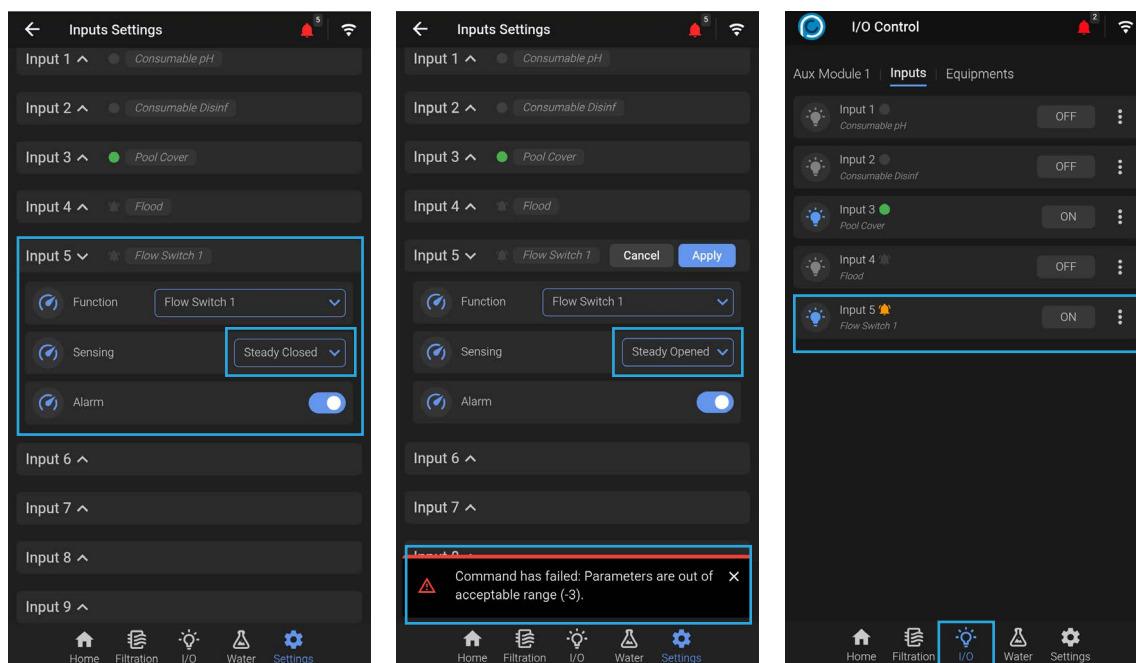 Inputs Settings
5
Input 1
Consumable pH
Input 2
Consumable Disinf
Input 3
Pool Cover
Input 4
Flood
Input 5
Flow Switch 1
Function
Flow Switch 1
Sensing
Steady Closed
Alarm
Input 6
Input 7
Input 8
Input 9
Home Filtration I/O Water Settings
Inputs Settings
5
Input 1
Consumable pH
Input 2
Consumable Disinf
Input 3
Pool Cover
Input 4
Flood
Input 5
Flow Switch 1
Cancel
Apply
Function
Flow Switch 1
Sensing
Steady Opened
Alarm
Input 6
Input 7
Input 8
Command has failed: Parameters are out of
acceptable range (-3).
Home Filtration I/O Water Settings
I/O Control
2
Aux Module 1 | Inputs | Equipments
Input 1
Consumable pH
OFF
Input 2
Consumable Disinf
OFF
Input 3
Pool Cover
ON
Input 4
Flood
OFF
Input 5
Flow Switch 1
ON
Home Filtration I/O Water Settings